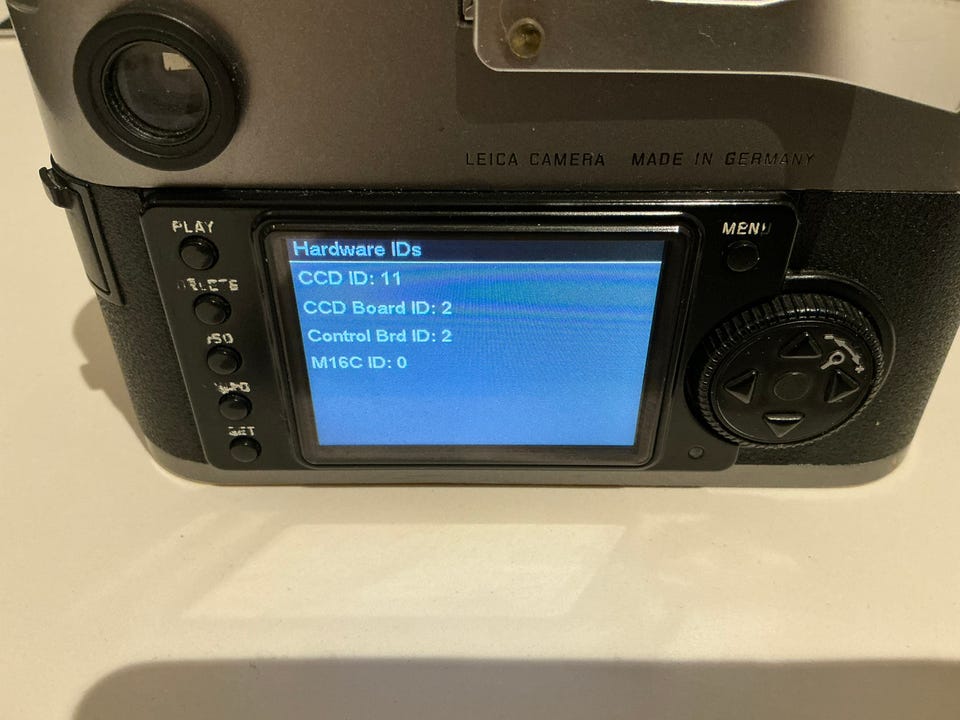 LEICA CAMERA MADE IN GERMANY
PLAY
MENU
ISO
SET
Hardware IDs
CCD ID: 11
CCD Board ID: 2
Control Brd ID: 2
M16C ID: 0